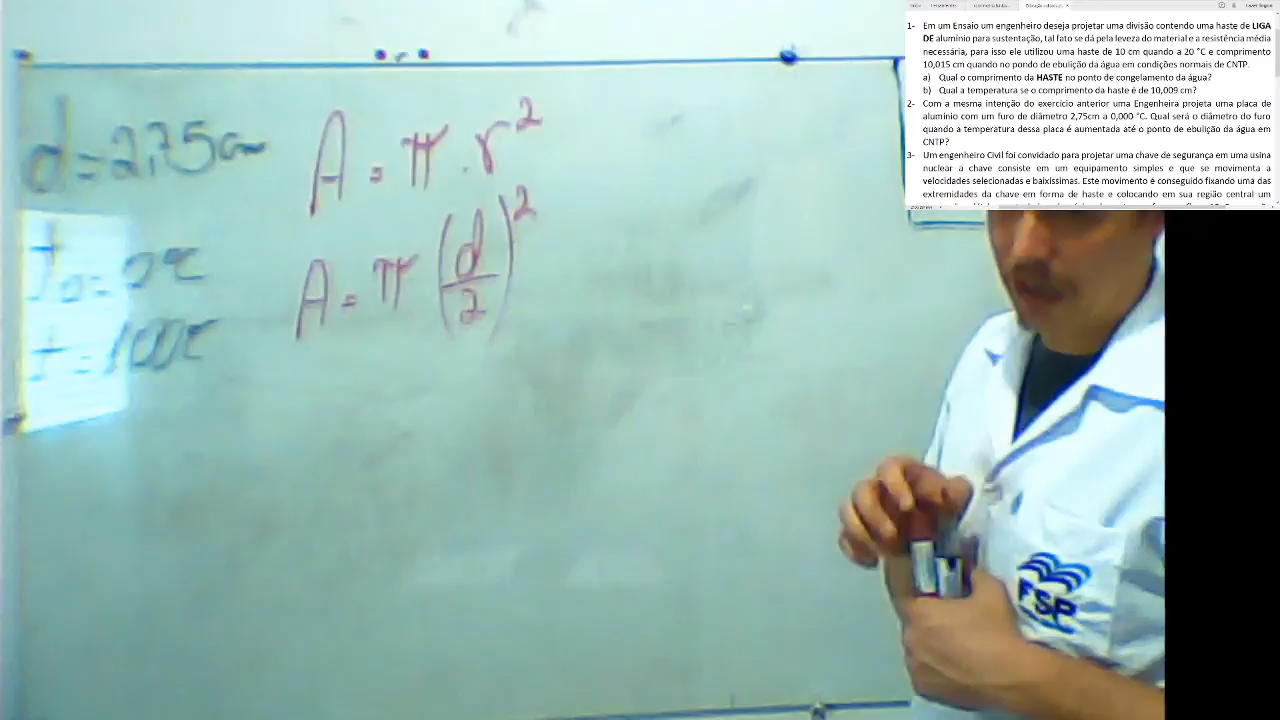 d = 2,75cm
t₀ = 0℃
t = 100℃
A = π . r²
A = π (d/2)²
1- Em um Ensaio um engenheiro deseja projetar uma divisão contendo uma haste de LIGA
DE alumínio para sustentação, tal fato se dá pela leveza do material e a resistência média
necessária, para isso ele utilizou uma haste de 10 cm quando a 20 °C e comprimento
10,015 cm quando no pondo de ebulição da água em condições normais de CNTP.
a) Qual o comprimento da HASTE no ponto de congelamento da água?
b) Qual a temperatura se o comprimento da haste é de 10,009 cm?
2- Com a mesma intenção do exercício anterior uma Engenheira projeta uma placa de
alumínio com um furo de diâmetro 2,75cm a 0,000 °C. Qual será o diâmetro do furo
quando a temperatura dessa placa é aumentada até o ponto de ebulição da água em
CNTP?
3- Um engenheiro Civil foi convidado para projetar uma chave de segurança em uma usina
nuclear a chave consiste em um equipamento simples e que se movimenta a
velocidades selecionadas e baixíssimas. Este movimento é conseguido fixando uma das
extremidades da chave em forma de haste e colocando em sua região central um
FSP